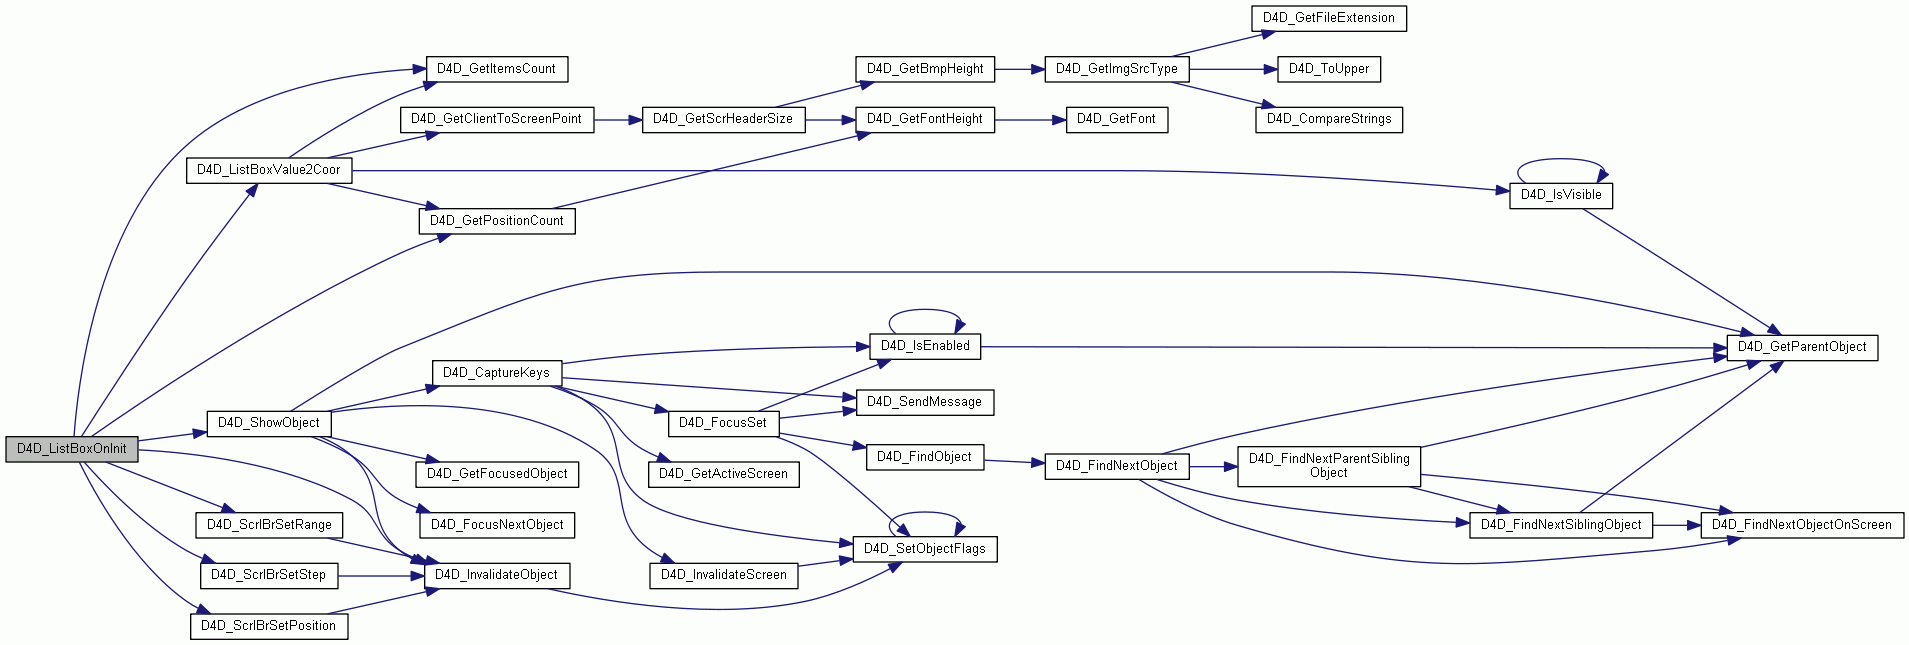 D4D_GetFileExtension
D4D_GetItemsCount
D4D_GetBmpHeight
D4D_GetImgSrcType
D4D_ToUpper
D4D_GetClientToScreenPoint
D4D_GetScrHeaderSize
D4D_GetFontHeight
D4D_GetFont
D4D_CompareStrings
D4D_ListBoxValue2Coor
D4D_IsVisible
D4D_GetPositionCount
D4D_IsEnabled
D4D_GetParentObject
D4D_CaptureKeys
D4D_SendMessage
D4D_ShowObject
D4D_FocusSet
D4D_ListBoxOnInit
D4D_FindObject
D4D_FindNextObject
D4D_FindNextParentSibling
Object
D4D_GetFocusedObject
D4D_GetActiveScreen
D4D_ScrlBrSetRange
D4D_FocusNextObject
D4D_FindNextSiblingObject
D4D_FindNextObjectOnScreen
D4D_SetObjectFlags
D4D_ScrlBrSetStep
D4D_InvalidateObject
D4D_InvalidateScreen
D4D_ScrlBrSetPosition